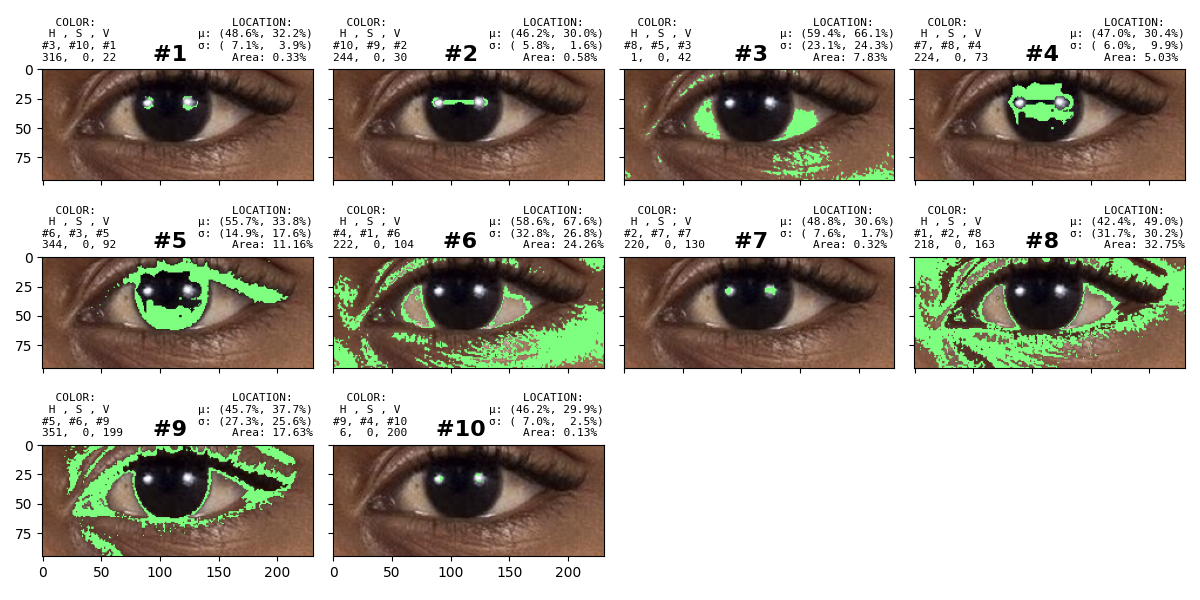 COLOR: LOCATION:
H , S , V μ: (48.6%, 32.2%)
#3, #10, #1 #1 σ: ( 7.1%, 3.9%)
316, 0, 22 Area: 0.33%
COLOR: LOCATION:
H , S , V μ: (46.2%, 30.0%)
#10, #9, #2 #2 σ: ( 5.8%, 1.6%)
244, 0, 30 Area: 0.58%
COLOR: LOCATION:
H , S , V μ: (59.4%, 66.1%)
#8, #5, #3 #3 σ: (23.1%, 24.3%)
1, 0, 42 Area: 7.83%
COLOR: LOCATION:
H , S , V μ: (47.0%, 30.4%)
#7, #8, #4 #4 σ: ( 6.0%, 9.9%)
224, 0, 73 Area: 5.03%
0
25
50
75
COLOR: LOCATION:
H , S , V μ: (55.7%, 33.8%)
#6, #3, #5 #5 σ: (14.9%, 17.6%)
344, 0, 92 Area: 11.16%
COLOR: LOCATION:
H , S , V μ: (58.6%, 67.6%)
#4, #1, #6 #6 σ: (32.8%, 26.8%)
222, 0, 104 Area: 24.26%
COLOR: LOCATION:
H , S , V μ: (48.8%, 30.6%)
#2, #7, #7 #7 σ: ( 7.6%, 1.7%)
220, 0, 130 Area: 0.32%
COLOR: LOCATION:
H , S , V μ: (42.4%, 49.0%)
#1, #2, #8 #8 σ: (31.7%, 30.2%)
218, 0, 163 Area: 32.75%
0
25
50
75
COLOR: LOCATION:
H , S , V μ: (45.7%, 37.7%)
#5, #6, #9 #9 σ: (27.3%, 25.6%)
351, 0, 199 Area: 17.63%
COLOR: LOCATION:
H , S , V μ: (46.2%, 29.9%)
#9, #4, #10 #10 σ: ( 7.0%, 2.5%)
6, 0, 200 Area: 0.13%
0
25
50
75
0 50 100 150 200
0 50 100 150 200